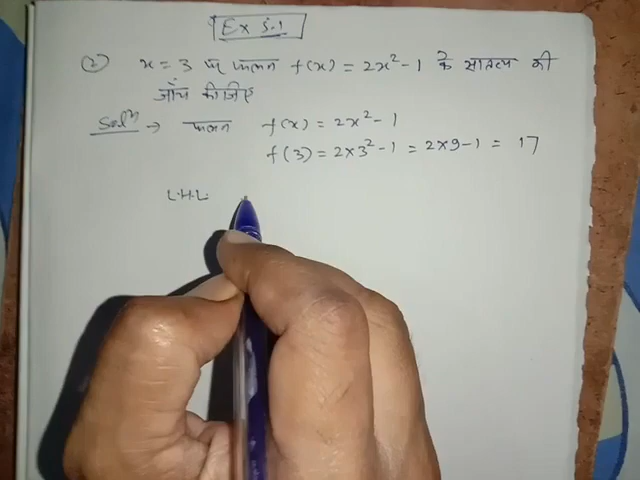 Ex 5.1
(2) x = 3 पर फलन f(x) = 2x² - 1 के सातत्य की
जाँच कीजिए
Solⁿ → फलन f(x) = 2x² - 1
f(3) = 2×3² - 1 = 2×9 - 1 = 17
L.H.L.